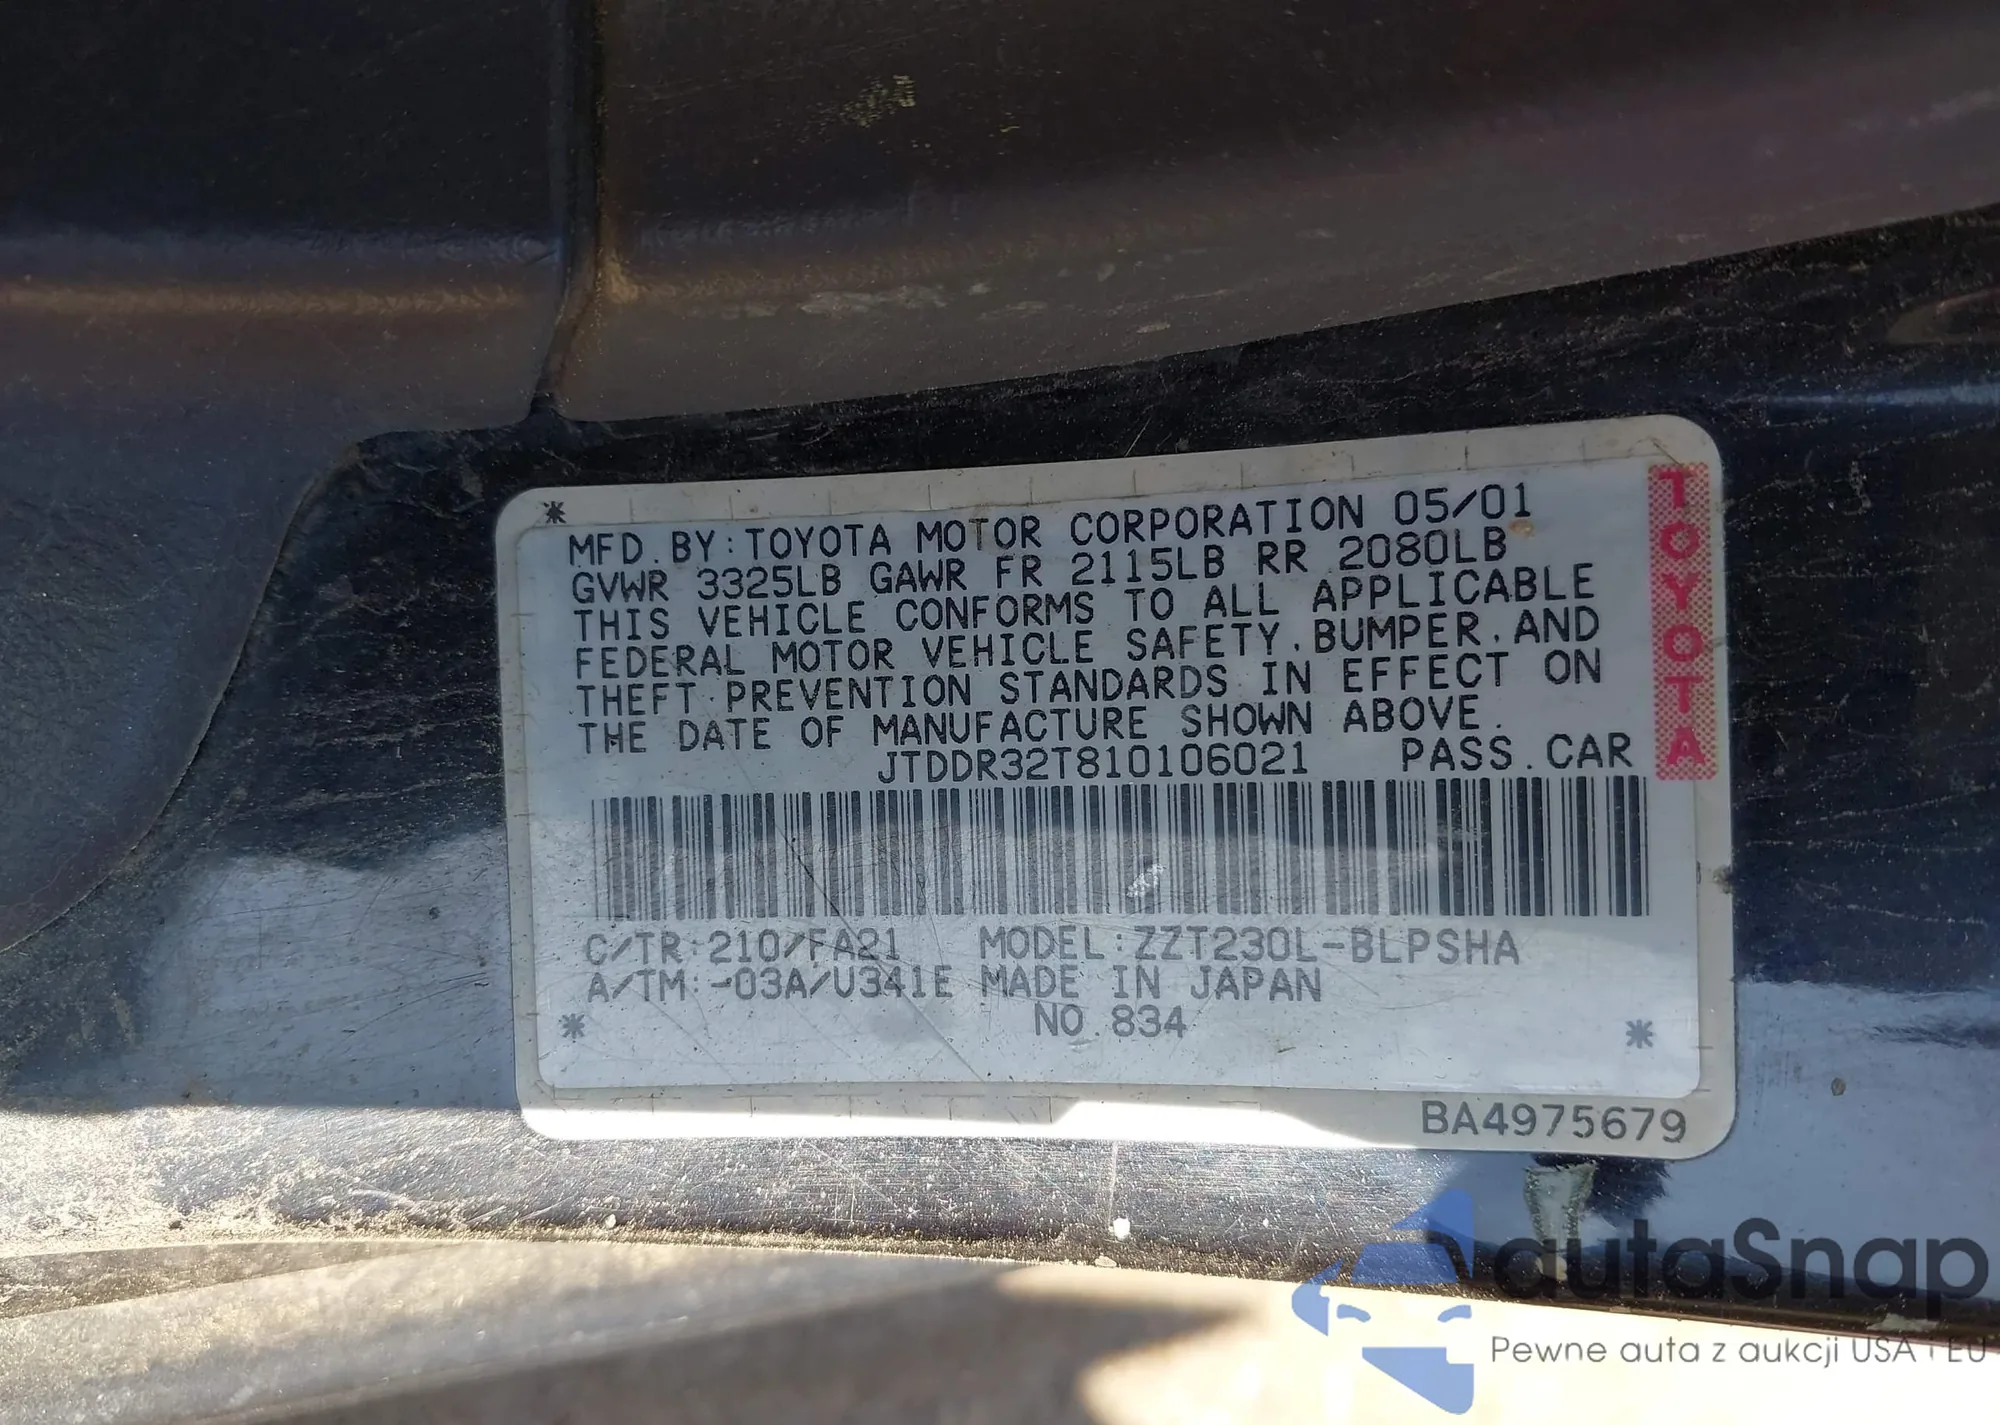 MFD. BY: TOYOTA MOTOR CORPORATION 05/01
GVWR 3325LB GAWR FR 2115LB RR 2080LB
THIS VEHICLE CONFORMS TO ALL APPLICABLE
FEDERAL MOTOR VEHICLE SAFETY, BUMPER, AND
THEFT PREVENTION STANDARDS IN EFFECT ON
THE DATE OF MANUFACTURE SHOWN ABOVE.
JTDDR32T810106021 PASS. CAR
TOYOTA
C/TR: 210/FA21 MODEL: ZZT230L-BLPSHA
A/TM: -03A/U341E MADE IN JAPAN
NO. 834
BA4975679
autaSnap
Pewne auta z aukcji USA i EU